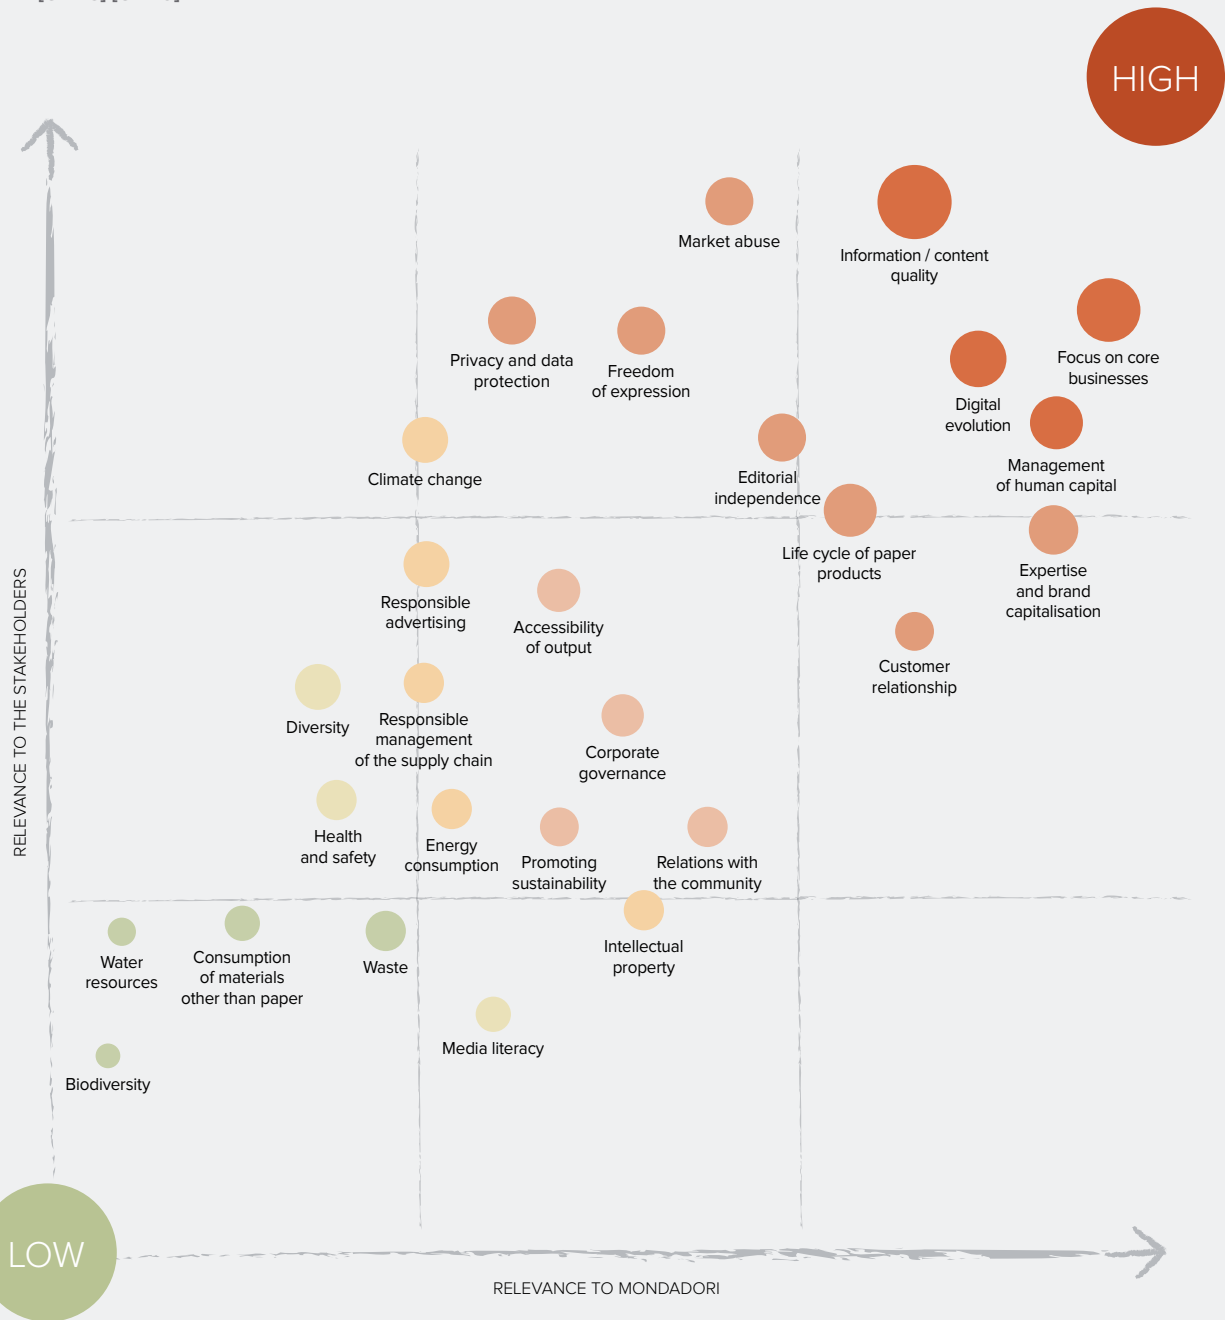 HIGH
Market abuse
Information / content
quality
Privacy and data
protection
Freedom
of expression
Focus on core
businesses
Digital
evolution
Climate change
Editorial
independence
Management
of human capital
Life cycle of paper
products
Expertise
and brand
capitalisation
Responsible
advertising
Accessibility
of output
Customer
relationship
Diversity
Responsible
management
of the supply chain
Corporate
governance
Health
and safety
Energy
consumption
Promoting
sustainability
Relations with
the community
Water
resources
Consumption
of materials
other than paper
Waste
Intellectual
property
Media literacy
Biodiversity
RELEVANCE TO THE STAKEHOLDERS
LOW
RELEVANCE TO MONDADORI